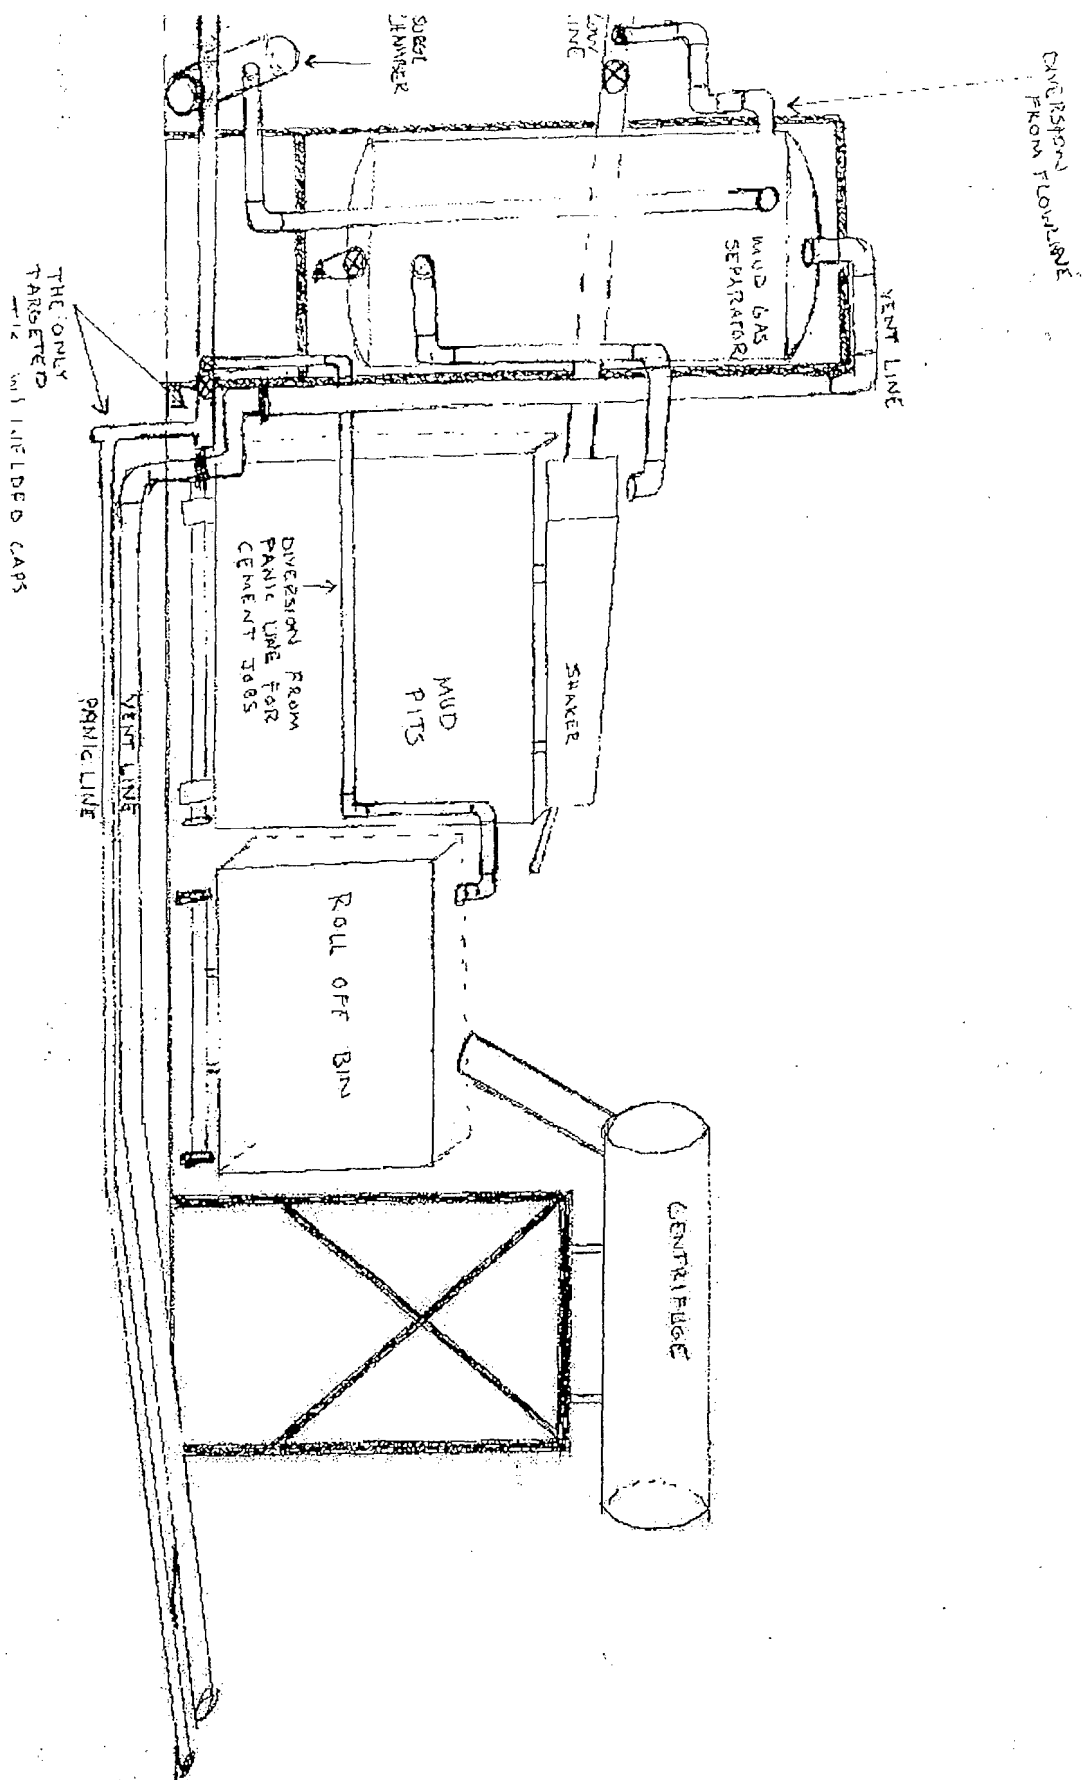 DIVERSION
FROM FLOWLINE
LINE
CHAMBER
VENT LINE
MUD GAS
SEPARATOR
THE ONLY
TARGETED
WELDED CAPS
DIVERSION FROM
PANIC LINE FOR
CEMENT JOBS
MUD
PITS
SHAKER
VENT LINE
PANIC LINE
ROLL OFF BIN
CENTRIFUGE